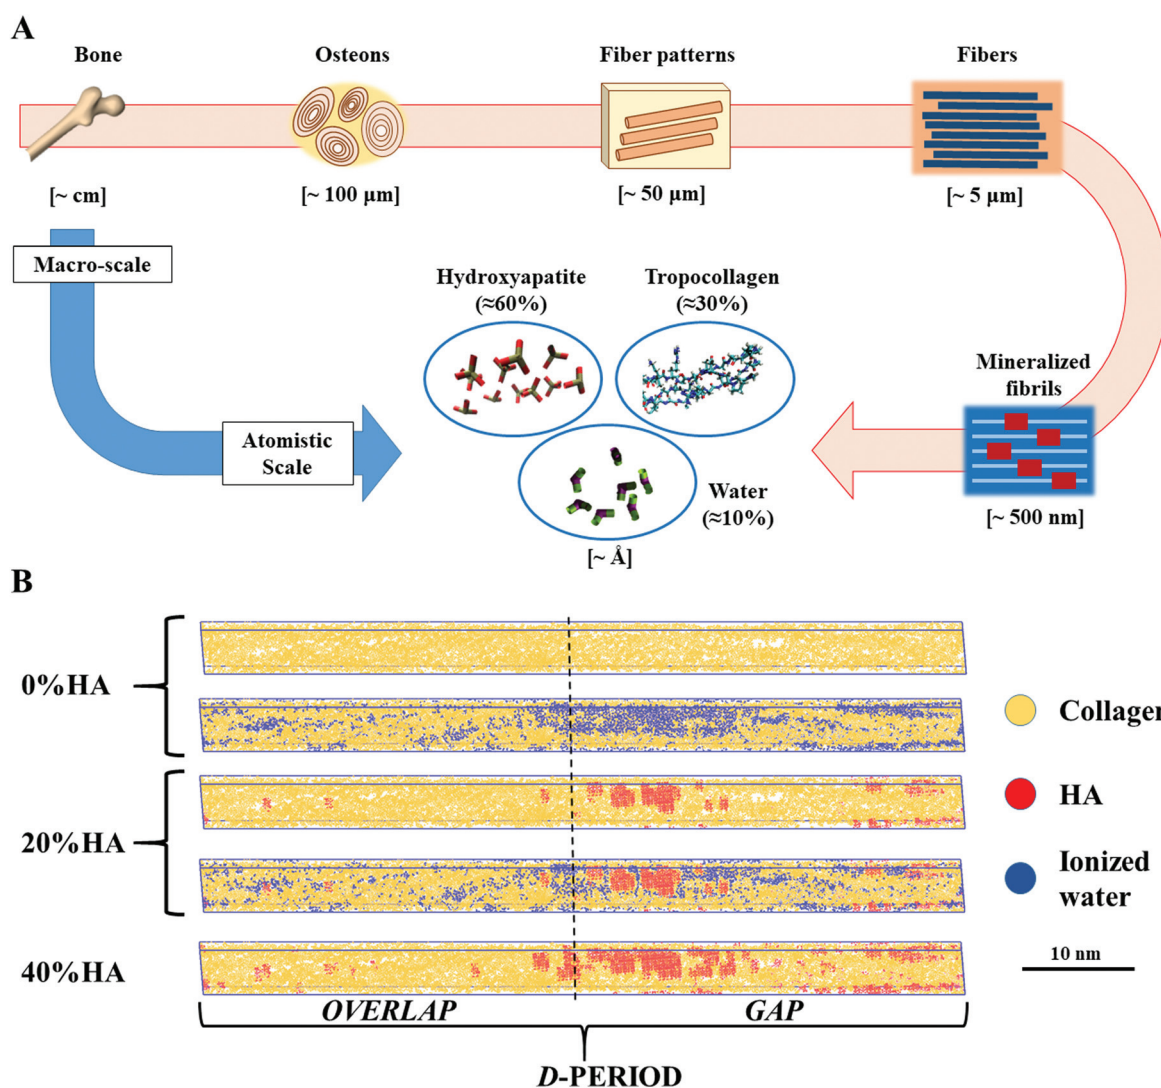 A
Bone
Osteons
Fiber patterns
Fibers
[~ cm]
[~ 100 µm]
[~ 50 µm]
[~ 5 µm]
Macro-scale
Atomistic
Scale
Hydroxyapatite
(≈60%)
Tropocollagen
(≈30%)
Water
(≈10%)
[~ Å]
Mineralized
fibrils
[~ 500 nm]
B
0%HA
20%HA
40%HA
Collagen
HA
Ionized
water
10 nm
OVERLAP
GAP
D-PERIOD